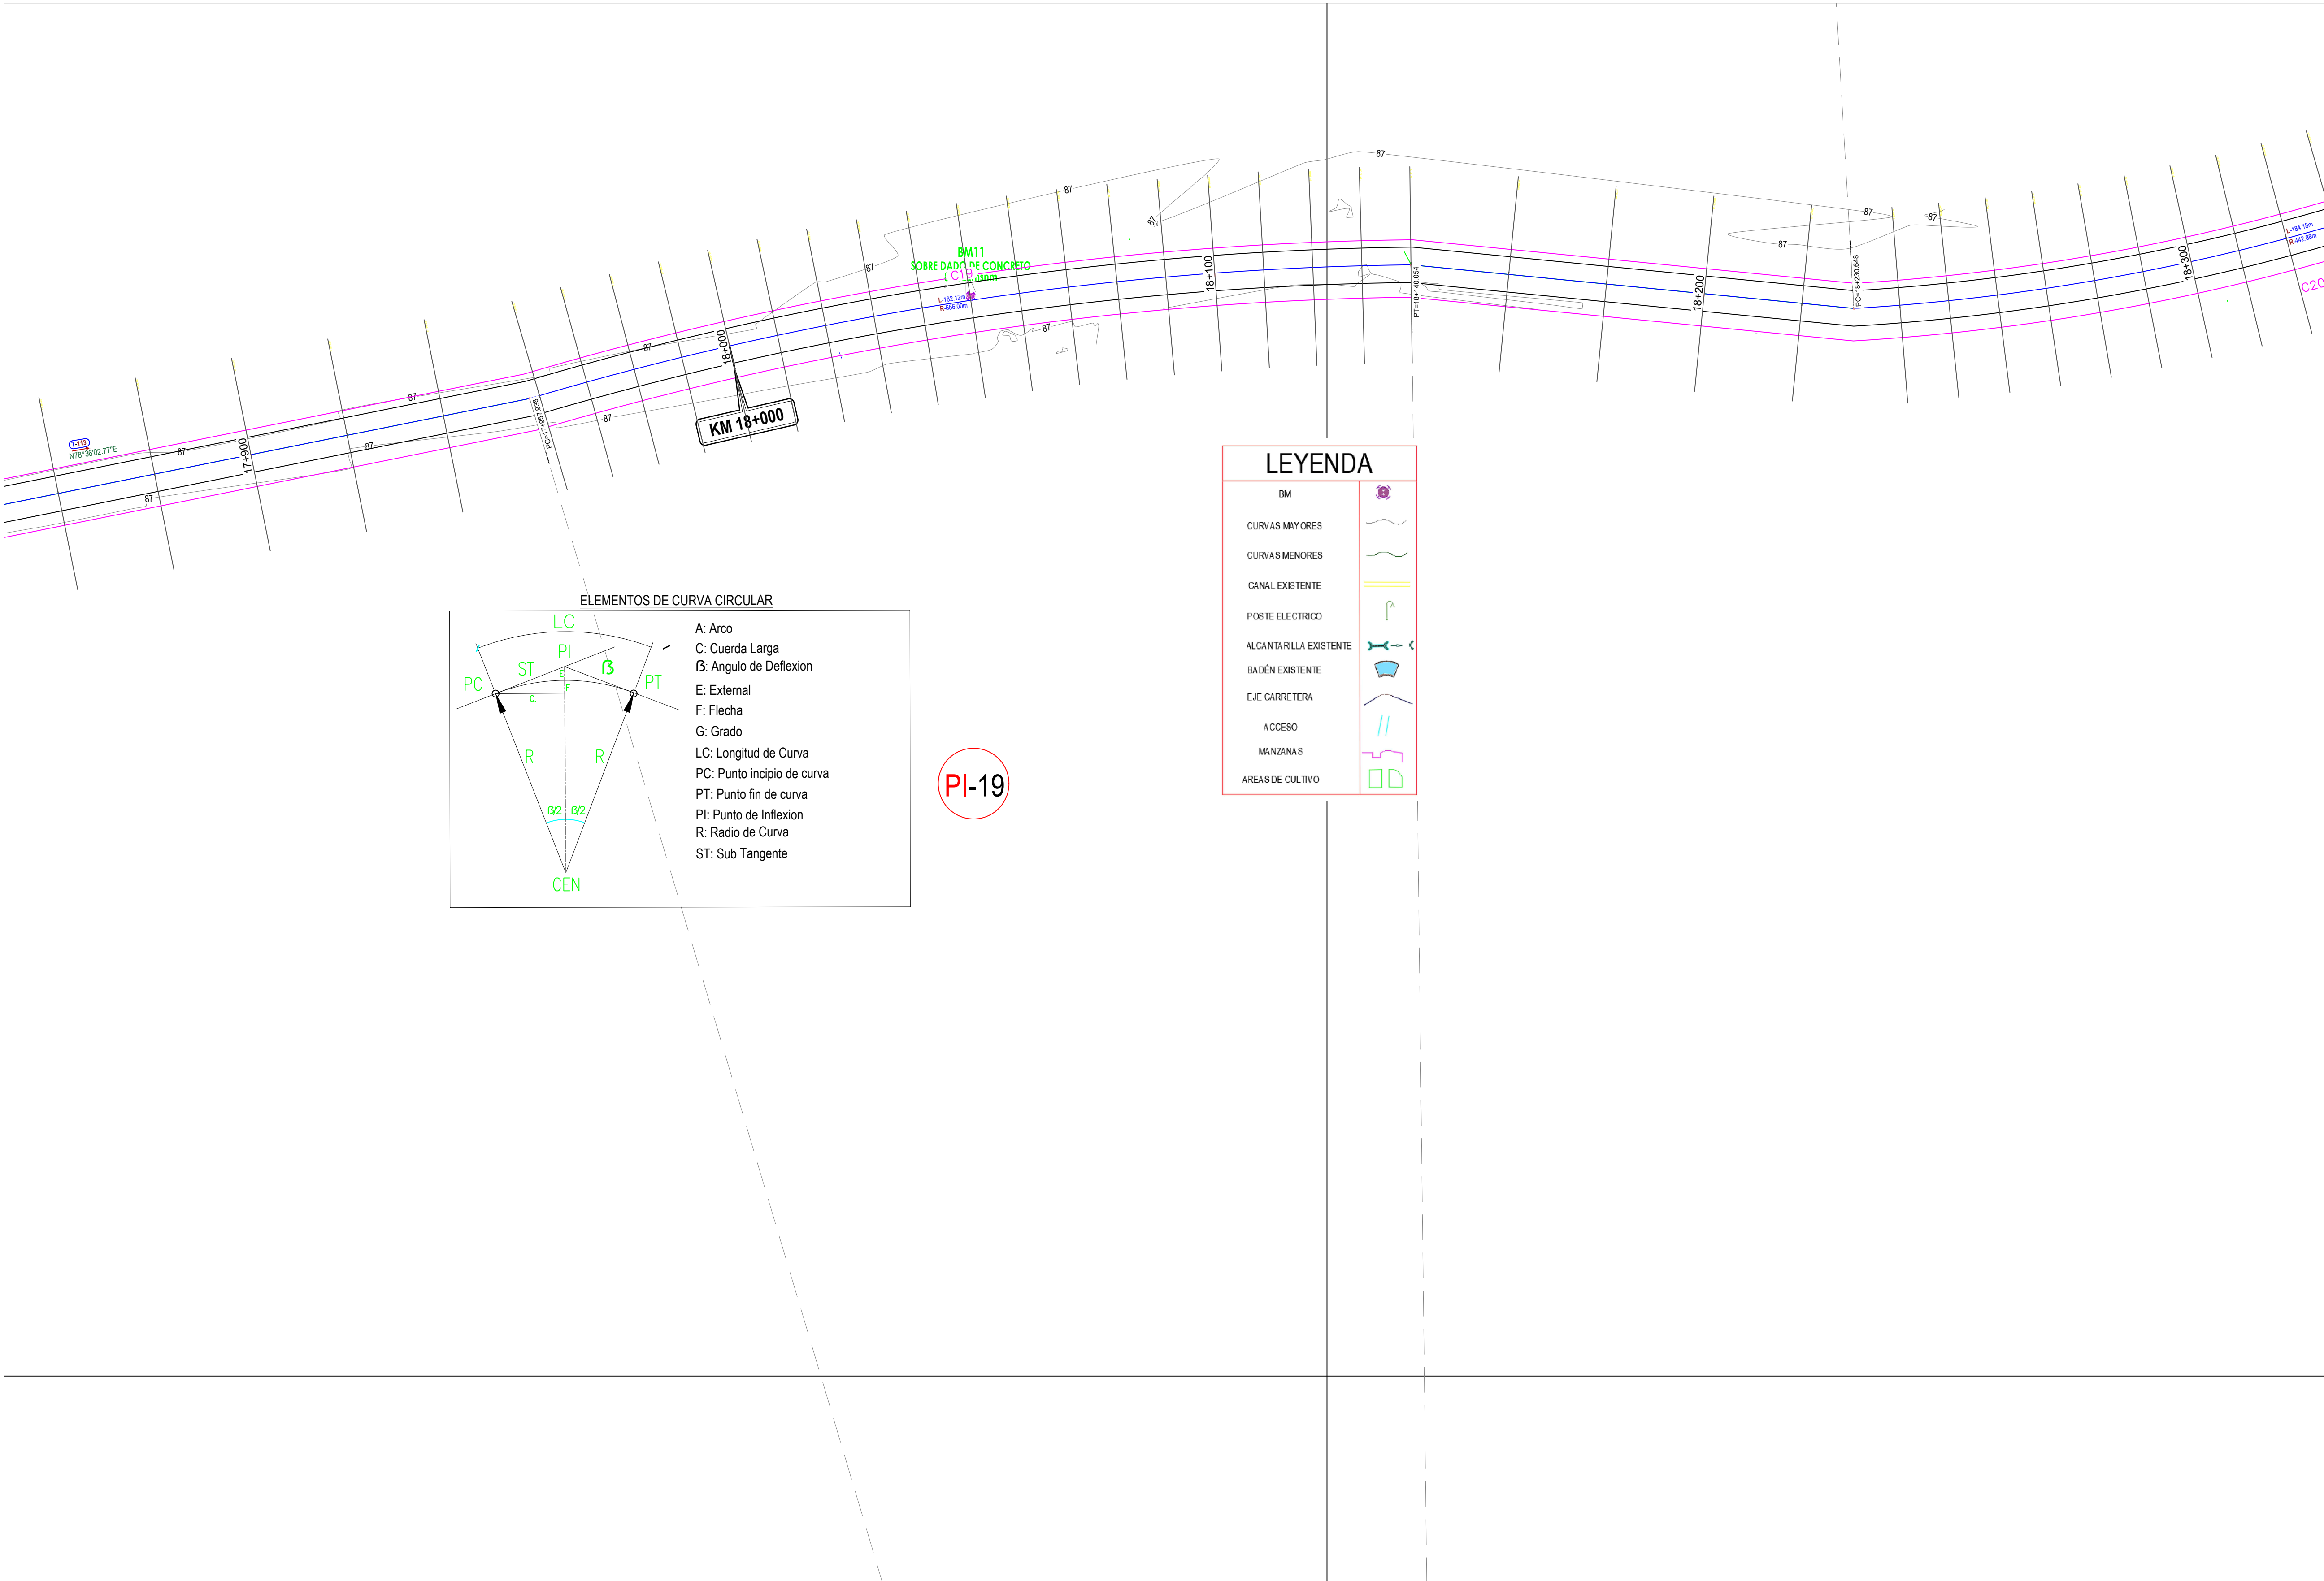 87
87
BM11
SOBRE DADO DE CONCRETO
C19
L-182.12m
R-656.00m
87
87
87
87
87
87
18+100
PT=18+140.054
18+200
PC=18+230.648
18+300
L-184.18m
R-442.88m
C20
18+000
KM 18+000
87
87
87
PC=17+957.938
87
87
17+900
87
87
T-113
N78°36'02.77"E
LEYENDA
BM
CURVAS MAYORES
CURVAS MENORES
CANAL EXISTENTE
POSTE ELECTRICO
A
ALCANTARILLA EXISTENTE
BADÉN EXISTENTE
EJE CARRETERA
ACCESO
MANZANAS
AREAS DE CULTIVO
ELEMENTOS DE CURVA CIRCULAR
LC
PI
ST
ß
E
F
C.
PC
PT
R
R
ß/2
ß/2
CEN
A: Arco
C: Cuerda Larga
ß: Angulo de Deflexion
E: External
F: Flecha
G: Grado
LC: Longitud de Curva
PC: Punto incipio de curva
PT: Punto fin de curva
PI: Punto de Inflexion
R: Radio de Curva
ST: Sub Tangente
PI-19